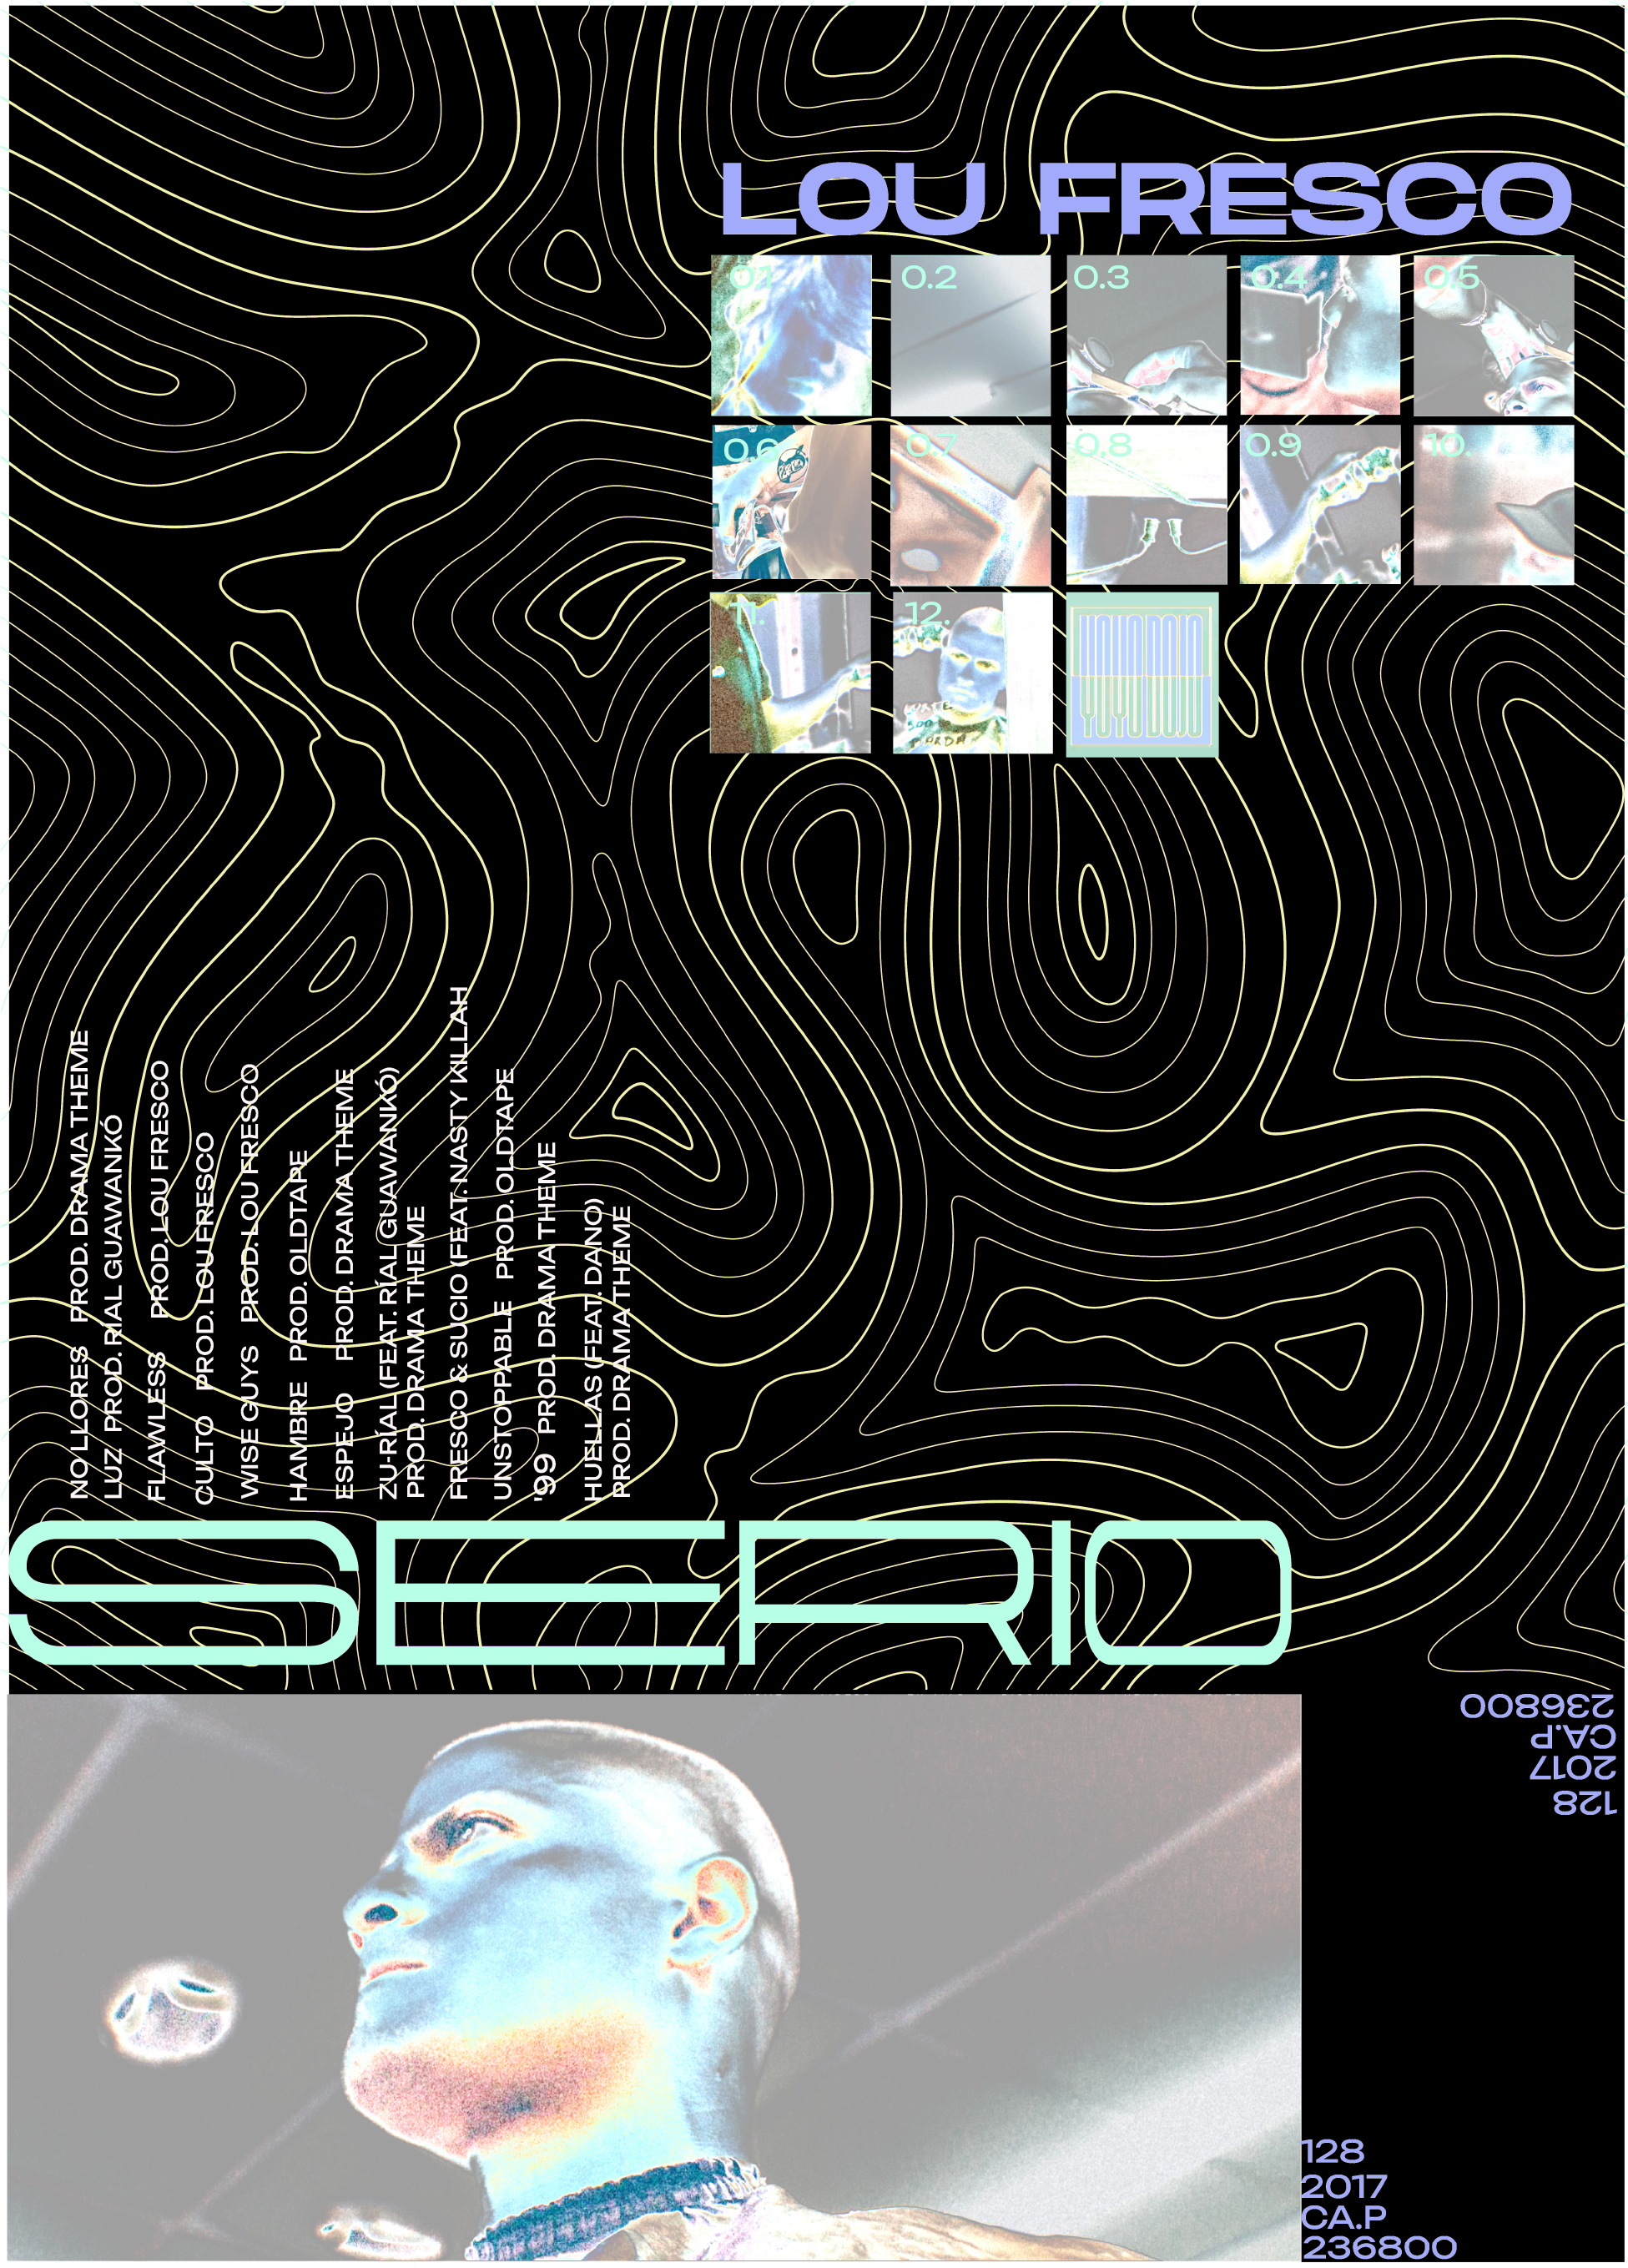 LOU FRESCO
01
0.2
0.3
0.4
0.5
0.6
0.7
0.8
0.9
10.
11.
12.
YOYO DOJO
NO LLORES PROD. DRAMA THEME
LUZ PROD. RIAL GUAWANKÓ
FLAWLESS PROD. LOU FRESCO
CULTO PROD. LOU FRESCO
WISE GUYS PROD. LOU FRESCO
HAMBRE PROD. OLDTAPE
ESPEJO PROD. DRAMA THEME
ZU-RÍAL (FEAT. RÍAL GUAWANKÓ)
PROD. DRAMA THEME
FRESCO & SUCIO (FEAT. NASTY KILLAH
UNSTOPPABLE PROD. OLDTAPE
'99 PROD. DRAMA THEME
HUELLAS (FEAT. DANO)
PROD. DRAMA THEME
SERIO
128
2017
CA.P
236800
128
2017
CA.P
236800